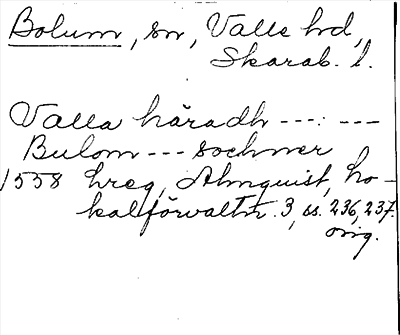 Bolum, sn, Valle hd,
Skarab. l.
Valla häradh ---: ---
Bulom --- sochner
1558 hreg, Almquist, Lo-
kalförvaltn. 3, ss. 236, 237.
orig.